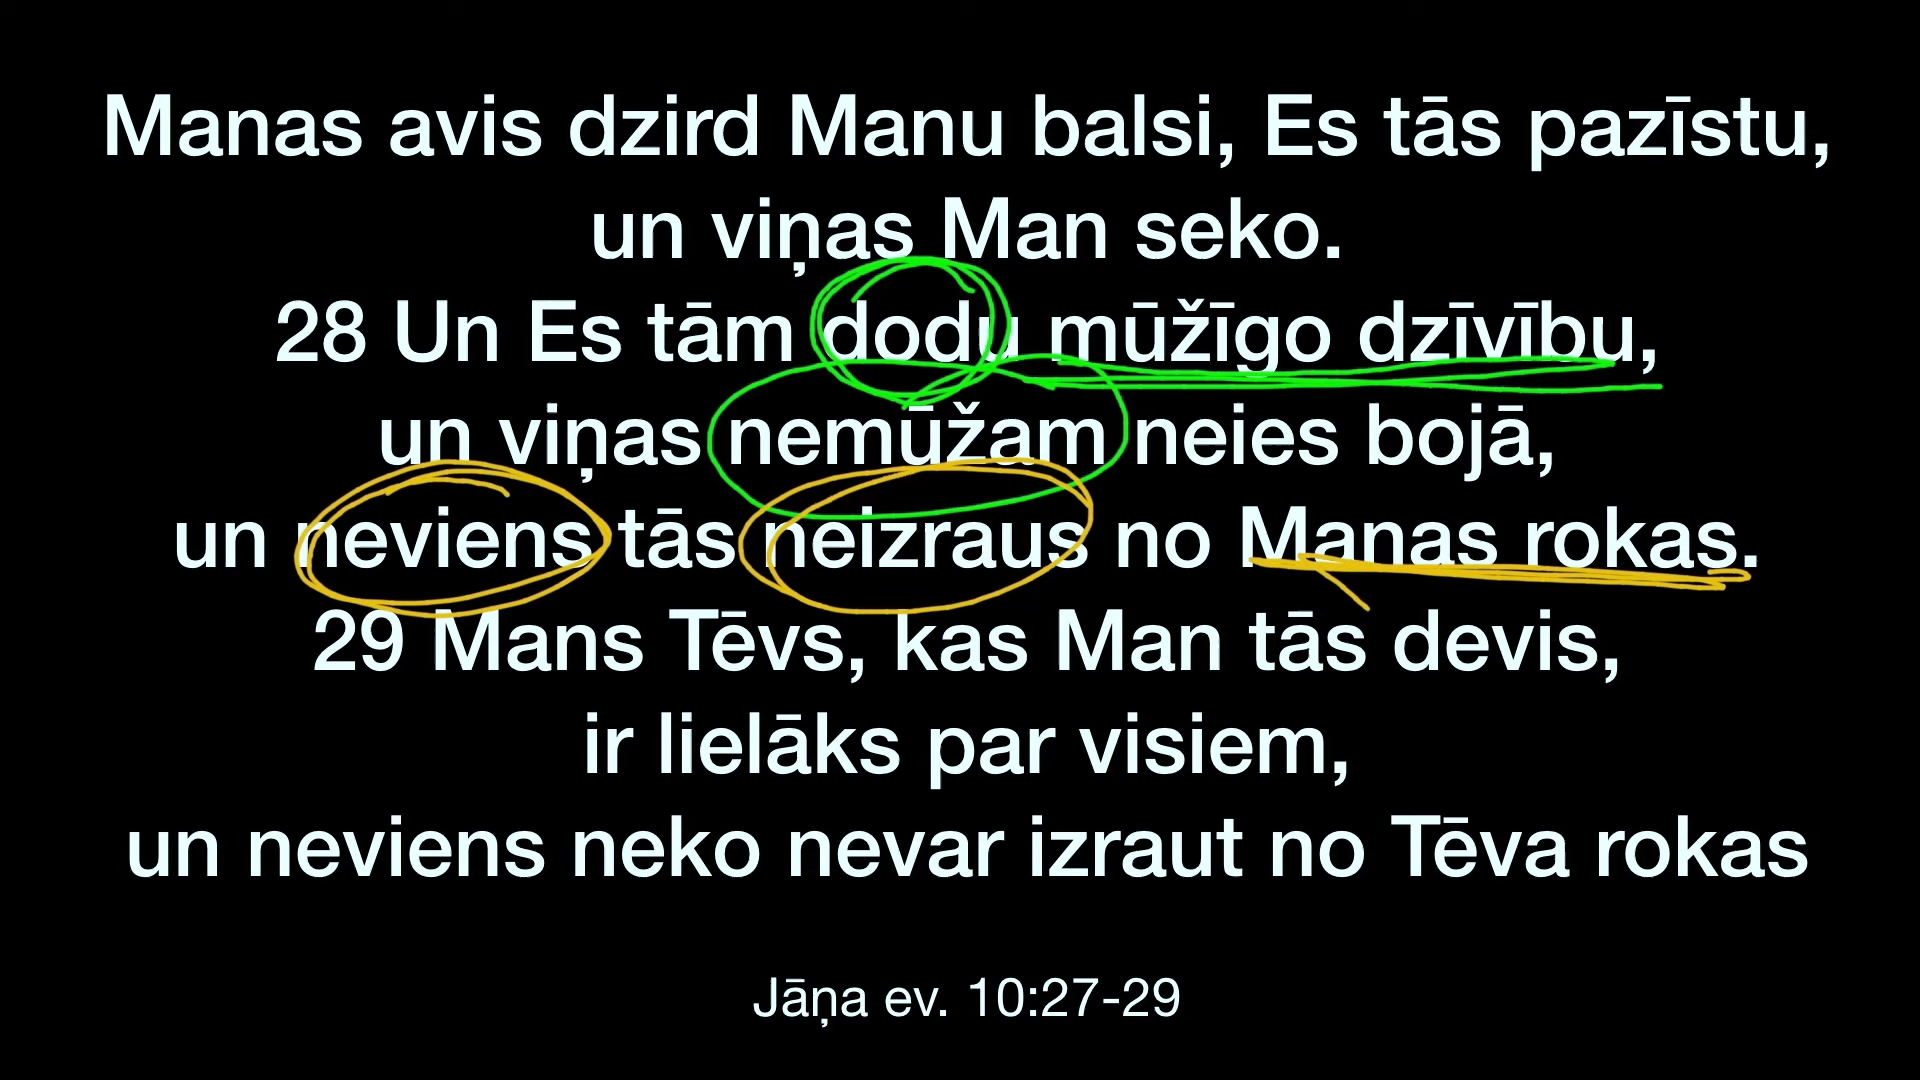 Manas avis dzird Manu balsi, Es tās pazīstu,
un viņas Man seko.
28 Un Es tām dodu mūžīgo dzīvību,
un viņas nemūžam neies bojā,
un neviens tās neizraus no Manas rokas.
29 Mans Tēvs, kas Man tās devis,
ir lielāks par visiem,
un neviens neko nevar izraut no Tēva rokas
Jāņa ev. 10:27-29